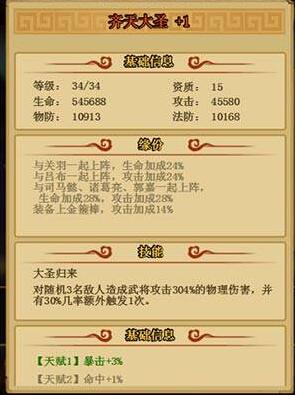 齐天大圣 +1
基础信息
等级： 34/34 资质： 15
生命： 545688 攻击： 45580
物防： 10913 法防： 10168
缘份
与关羽一起上阵，生命加成24%
与吕布一起上阵，攻击加成24%
与司马懿、诸葛亮、郭嘉一起上阵，
生命加成28%，攻击加成28%
装备上金箍棒，攻击加成14%
技能
大圣归来
对随机3名敌人造成武将攻击304%的物理伤害，并
有30%几率额外触发1次。
基础信息
【天赋1】暴击+3%
【天赋2】命中+1%